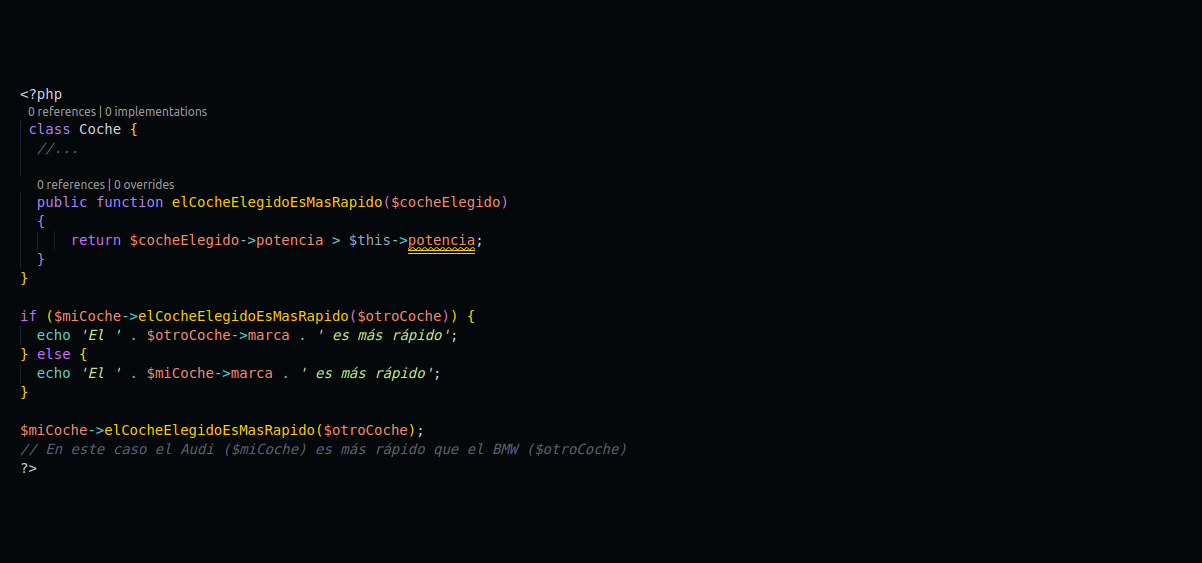 <?php
0 references | 0 implementations
class Coche {
//...
0 references | 0 overrides
public function elCocheElegidoEsMasRapido($cocheElegido)
{
return $cocheElegido->potencia > $this->potencia;
}
}
if ($miCoche->elCocheElegidoEsMasRapido($otroCoche)) {
echo 'El ' . $otroCoche->marca . ' es más rápido';
} else {
echo 'El ' . $miCoche->marca . ' es más rápido';
}
$miCoche->elCocheElegidoEsMasRapido($otroCoche);
// En este caso el Audi ($miCoche) es más rápido que el BMW ($otroCoche)
?>